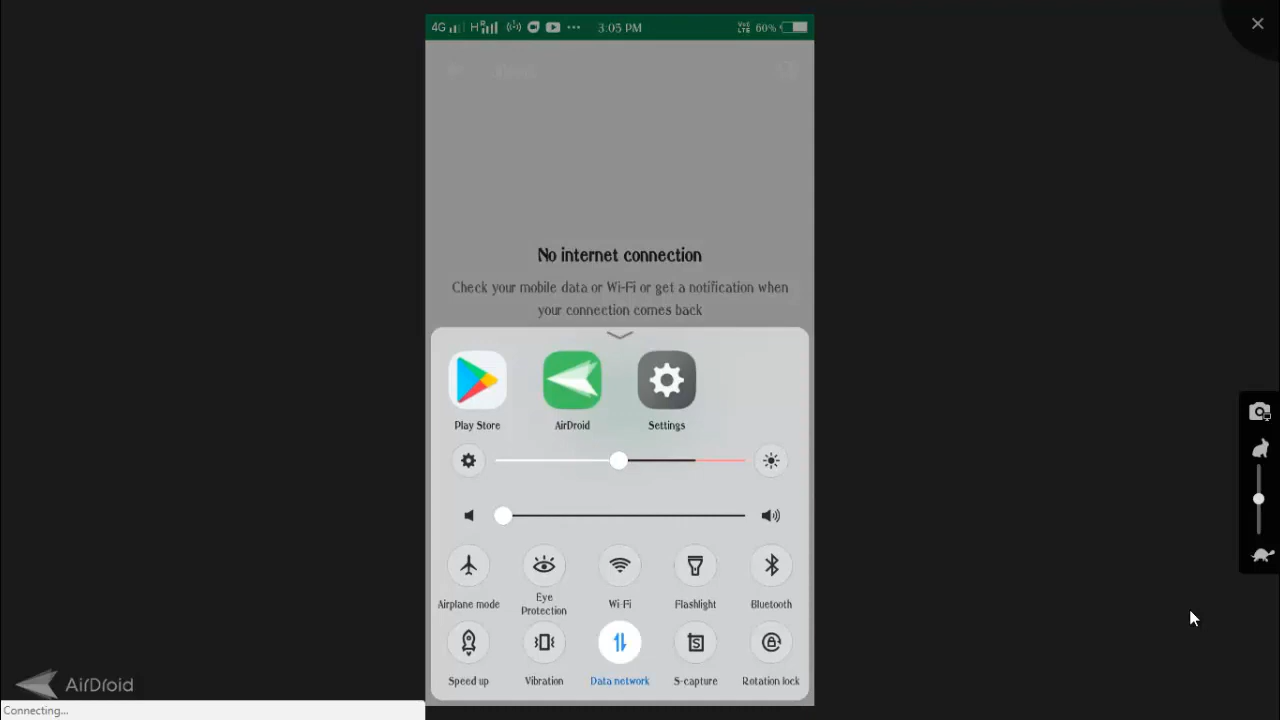 4G H R 3:05 PM VoLTE 60%
No internet connection
Check your mobile data or Wi-Fi or get a notification when
your connection comes back
Play Store AirDroid Settings
Airplane mode Eye Protection Wi-Fi Flashlight Bluetooth
S
Speed up Vibration Data network S-capture Rotation lock
AirDroid
Connecting...